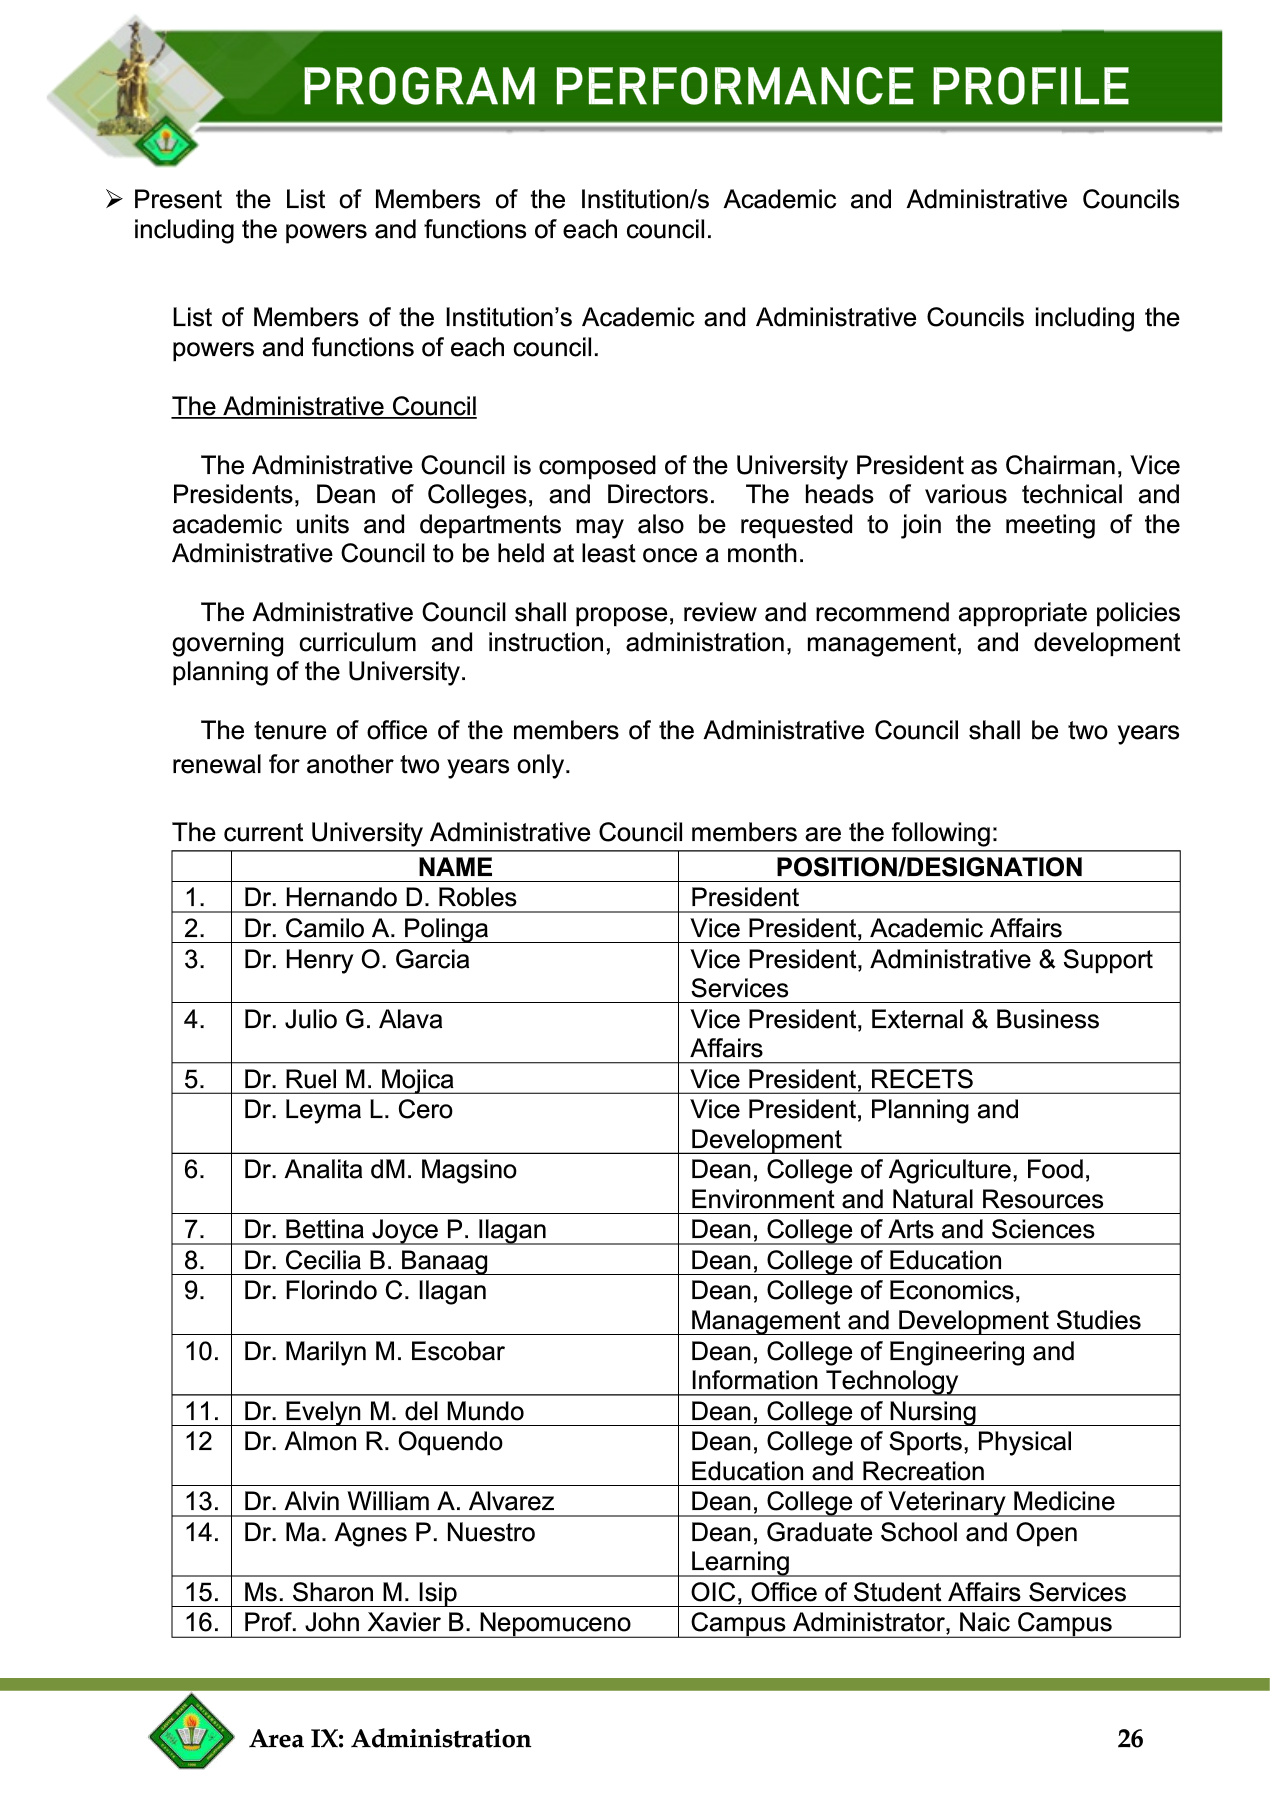 PROGRAM PERFORMANCE PROFILE
➢ Present the List of Members of the Institution/s Academic and Administrative Councils
including the powers and functions of each council.
List of Members of the Institution’s Academic and Administrative Councils including the
powers and functions of each council.
The Administrative Council
The Administrative Council is composed of the University President as Chairman, Vice
Presidents, Dean of Colleges, and Directors. The heads of various technical and
academic units and departments may also be requested to join the meeting of the
Administrative Council to be held at least once a month.
The Administrative Council shall propose, review and recommend appropriate policies
governing curriculum and instruction, administration, management, and development
planning of the University.
The tenure of office of the members of the Administrative Council shall be two years
renewal for another two years only.
The current University Administrative Council members are the following:
NAME POSITION/DESIGNATION
1. Dr. Hernando D. Robles President
2. Dr. Camilo A. Polinga Vice President, Academic Affairs
3. Dr. Henry O. Garcia Vice President, Administrative & Support
Services
4. Dr. Julio G. Alava Vice President, External & Business
Affairs
5. Dr. Ruel M. Mojica Vice President, RECETS
Dr. Leyma L. Cero Vice President, Planning and
Development
6. Dr. Analita dM. Magsino Dean, College of Agriculture, Food,
Environment and Natural Resources
7. Dr. Bettina Joyce P. Ilagan Dean, College of Arts and Sciences
8. Dr. Cecilia B. Banaag Dean, College of Education
9. Dr. Florindo C. Ilagan Dean, College of Economics,
Management and Development Studies
10. Dr. Marilyn M. Escobar Dean, College of Engineering and
Information Technology
11. Dr. Evelyn M. del Mundo Dean, College of Nursing
12 Dr. Almon R. Oquendo Dean, College of Sports, Physical
Education and Recreation
13. Dr. Alvin William A. Alvarez Dean, College of Veterinary Medicine
14. Dr. Ma. Agnes P. Nuestro Dean, Graduate School and Open
Learning
15. Ms. Sharon M. Isip OIC, Office of Student Affairs Services
16. Prof. John Xavier B. Nepomuceno Campus Administrator, Naic Campus
Area IX: Administration 26